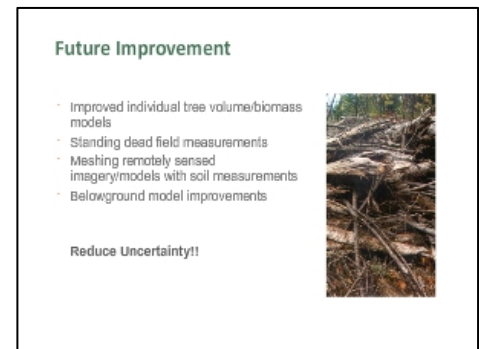 Future Improvement
Improved individual tree volume/biomass
models
Standing dead field measurements
Meshing remotely sensed
imagery/models with soil measurements
Belowground model improvements
Reduce Uncertainty!!